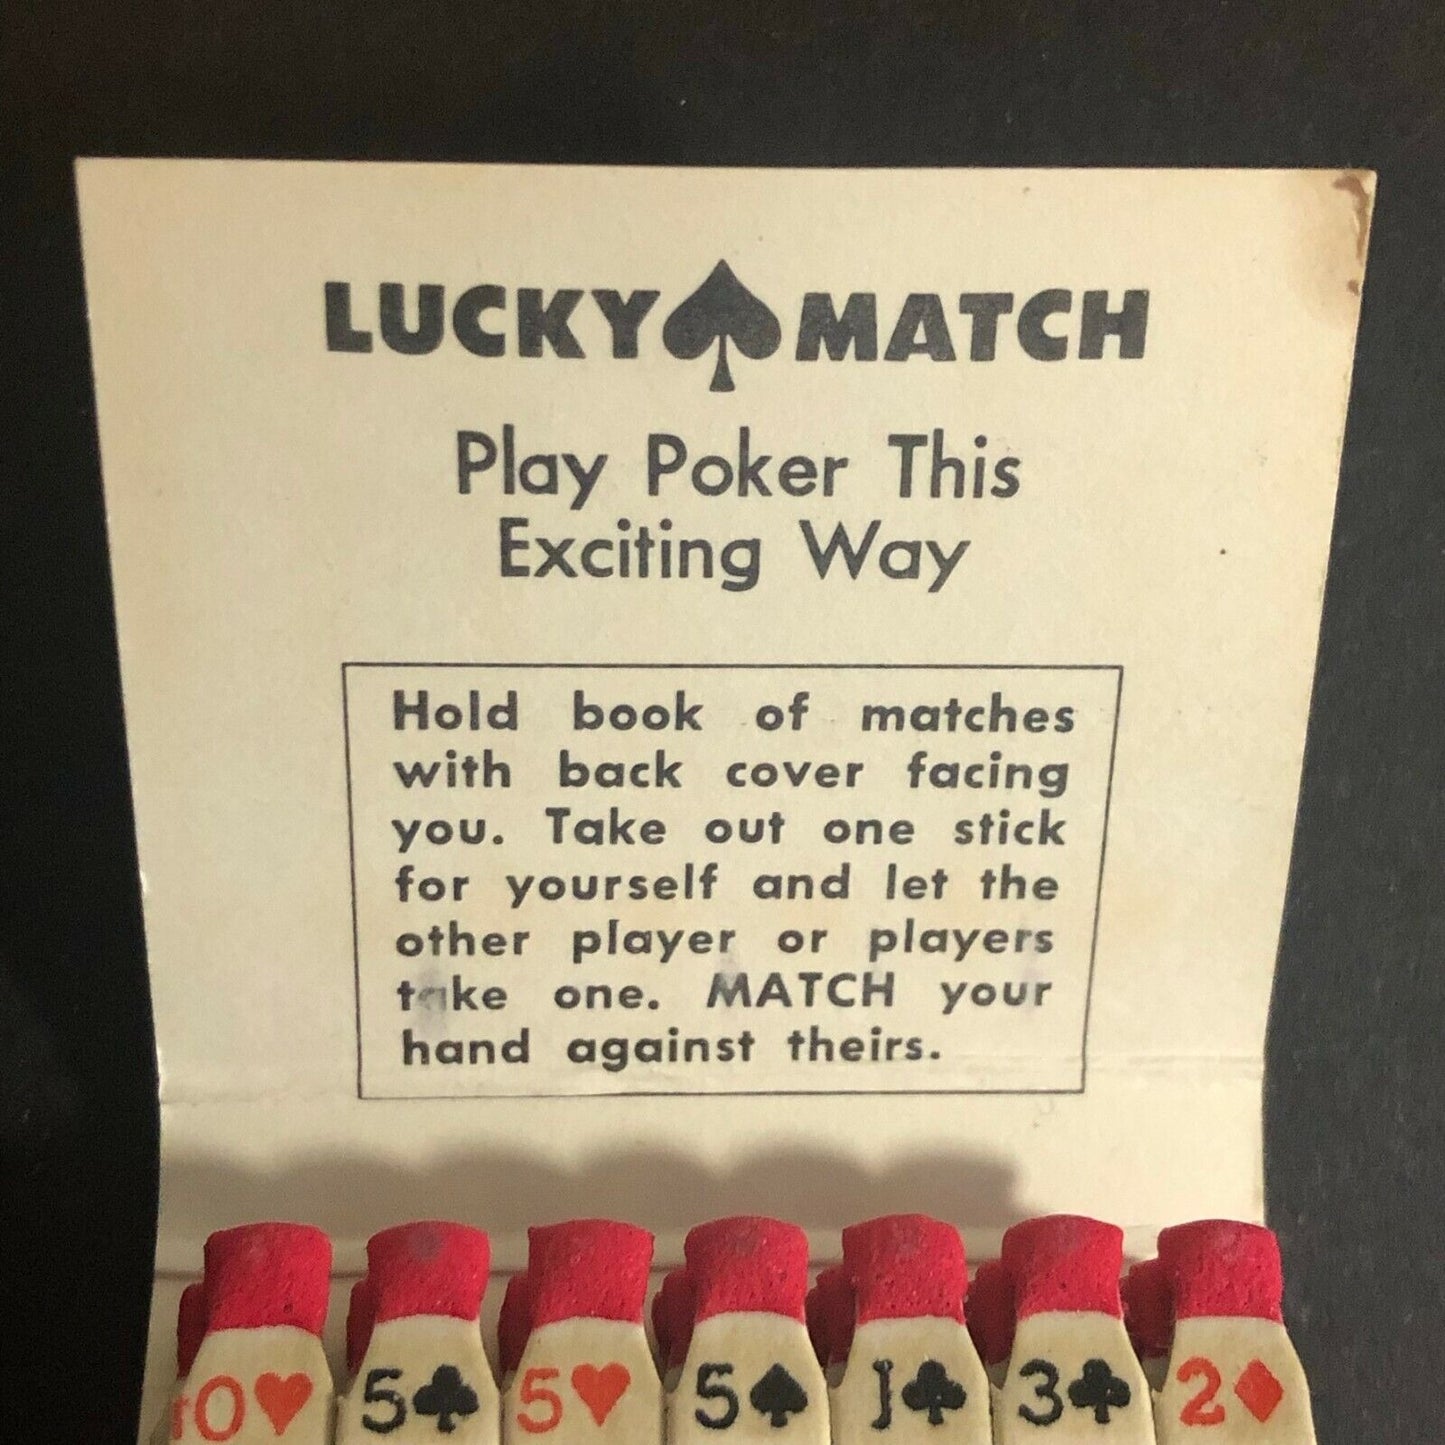 LUCKY♠MATCH
Play Poker This
Exciting Way
Hold book of matches
with back cover facing
you. Take out one stick
for yourself and let the
other player or players
take one. MATCH your
hand against theirs.
10♥ 5♣ 5♥ 5♠ J♣ 3♣ 2♦